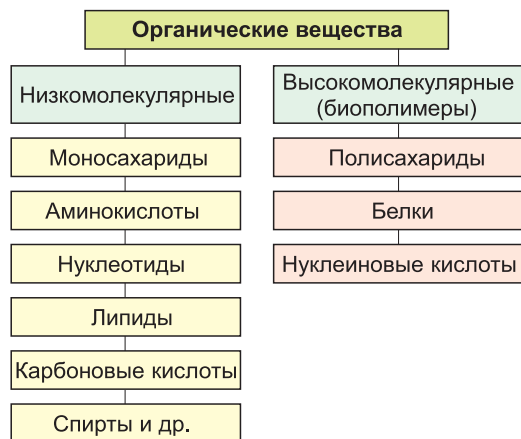 Органические вещества
Низкомолекулярные
Моносахариды
Аминокислоты
Нуклеотиды
Липиды
Карбоновые кислоты
Спирты и др.
Высокомолекулярные
(биополимеры)
Полисахариды
Белки
Нуклеиновые кислоты